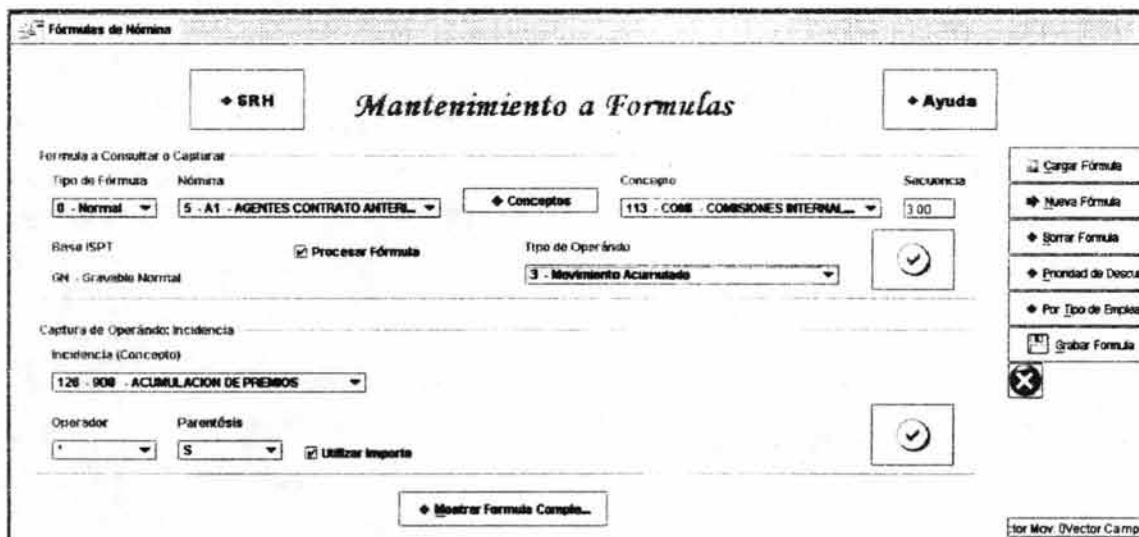 Fórmulas de Nómina
SRH
Mantenimiento a Formulas
Ayuda
Formula a Consultar o Capturar
Tipo de Fórmula Nómina Concepto Secuencia
0 - Normal 5 - A1 - AGENTES CONTRATO ANTERI... Conceptos 113 - COMI - COMISIONES INTERNAL... 3.00
Base ISPT Procesar Fórmula Tipo de Operándo
GN - Gravable Normal 3 - Movimiento Acumulado
Captura de Operándo: Incidencia
Incidencia (Concepto)
126 - 908 - ACUMULACION DE PREMIOS
Operador Parentésis
* S Utilizar Importe
Mostrar Formula Comple...
Cargar Fórmula
Nueva Fórmula
Borrar Formula
Prioridad de Descu
Por Tipo de Emplea
Grabar Formula
tor Mov. 0Vector Camp